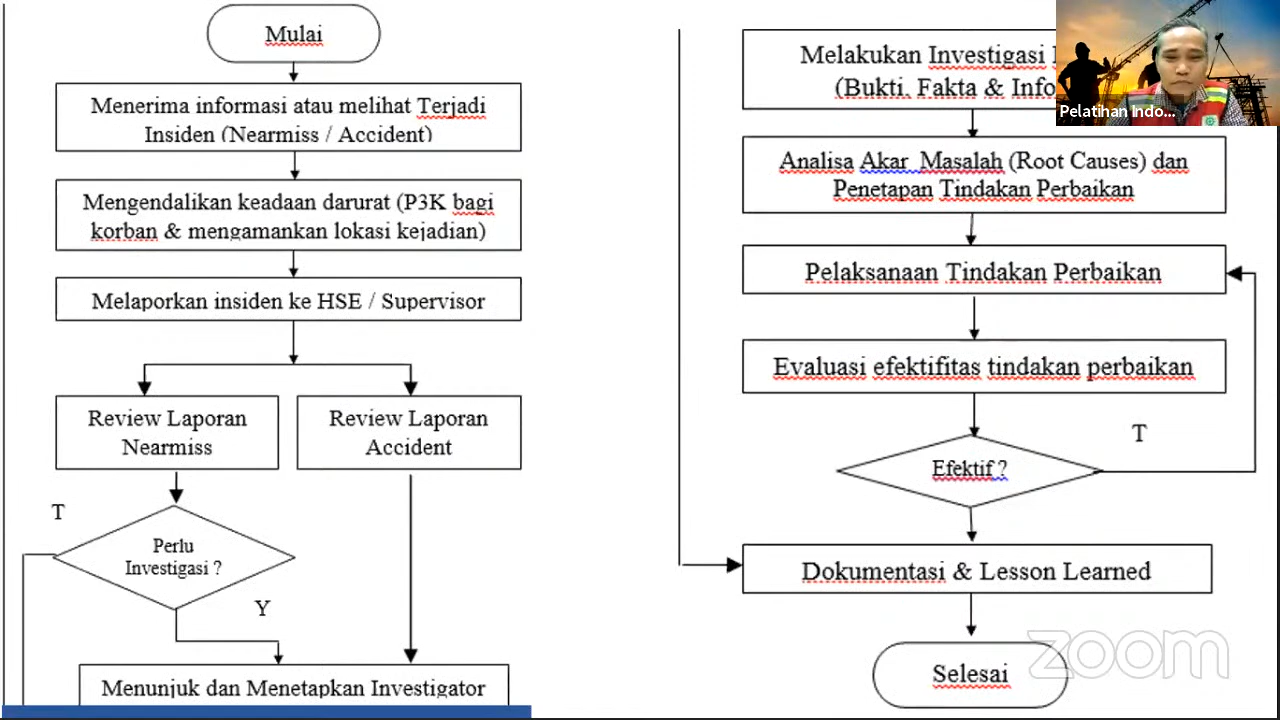 Mulai
Menerima informasi atau melihat Terjadi
Insiden (Nearmiss / Accident)
Mengendalikan keadaan darurat (P3K bagi
korban & mengamankan lokasi kejadian)
Melaporkan insiden ke HSE / Supervisor
Review Laporan
Nearmiss
Review Laporan
Accident
T
Perlu
Investigasi ?
Y
Menunjuk dan Menetapkan Investigator
Melakukan Investigasi
(Bukti, Fakta & Info
Pelatihan Indo...
Analisa Akar Masalah (Root Causes) dan
Penetapan Tindakan Perbaikan
Pelaksanaan Tindakan Perbaikan
Evaluasi efektifitas tindakan perbaikan
T
Efektif ?
Dokumentasi & Lesson Learned
Selesai
zoom